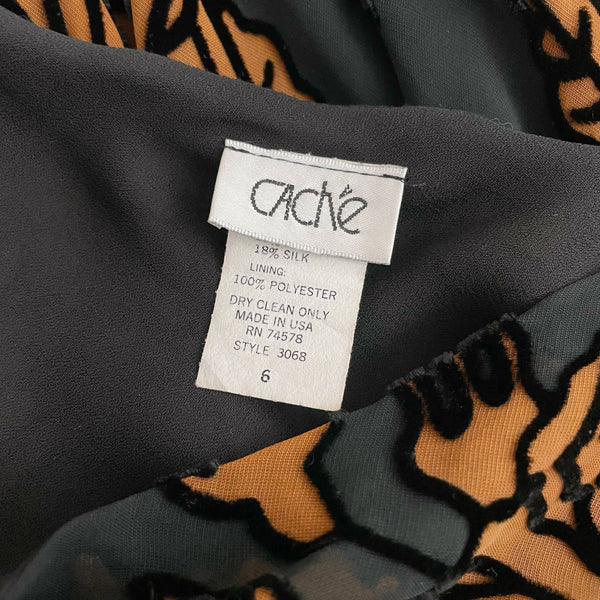 Caché
18% SILK
LINING:
100% POLYESTER
DRY CLEAN ONLY
MADE IN USA
RN 74578
STYLE 3068
6